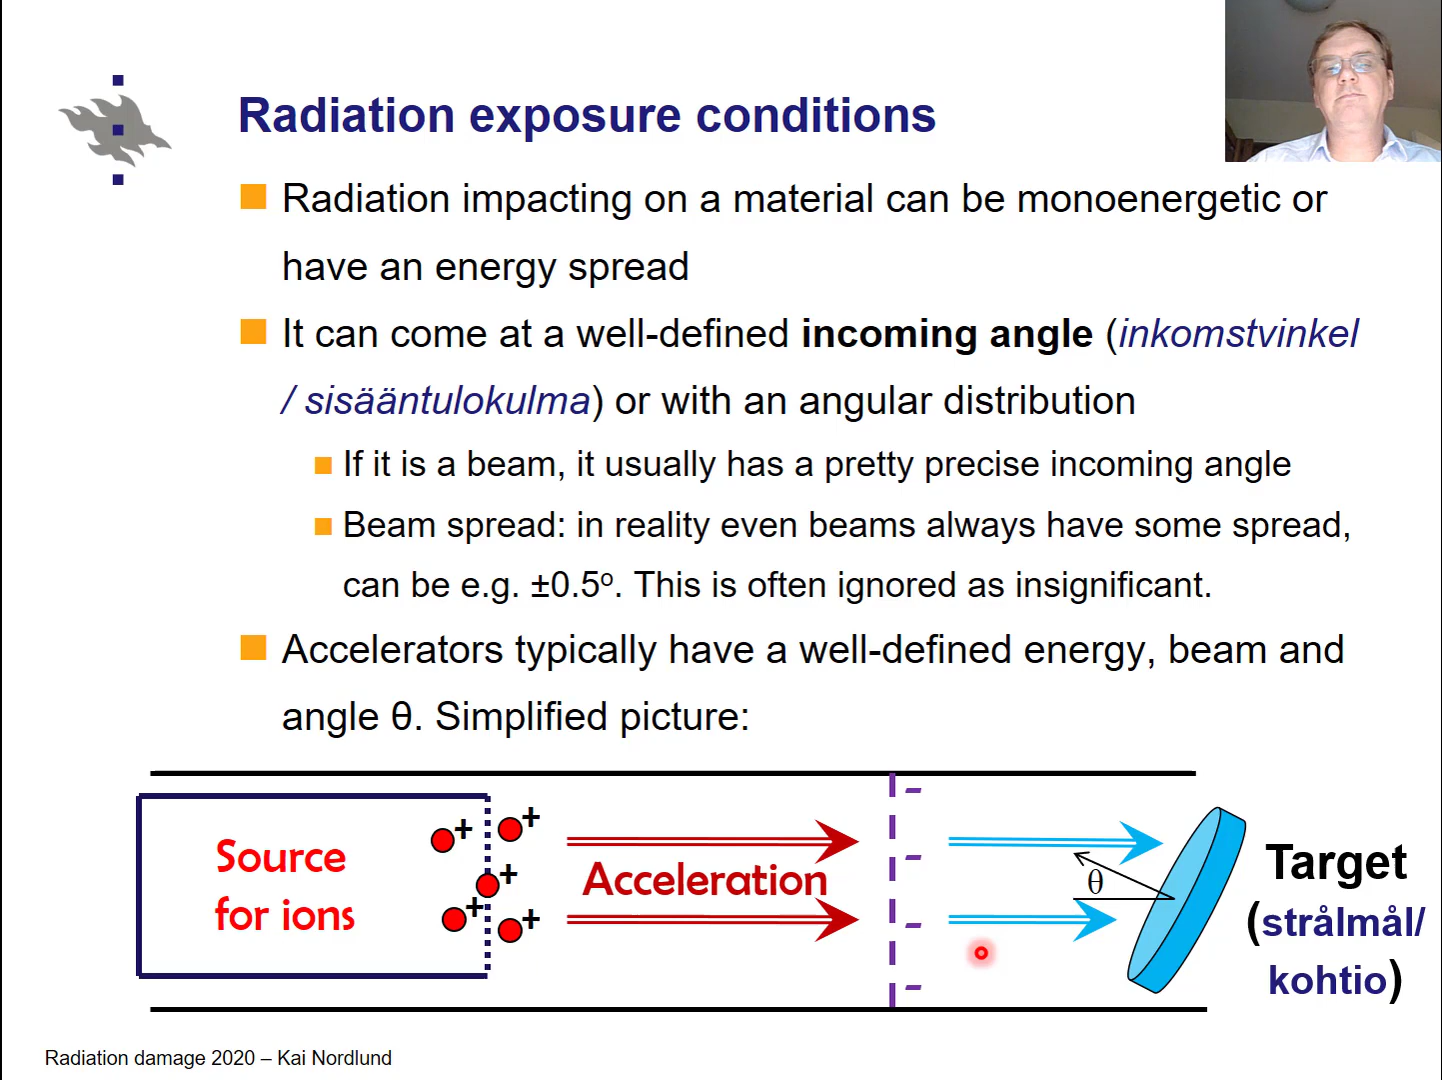 Radiation exposure conditions
Radiation impacting on a material can be monoenergetic or
have an energy spread
It can come at a well-defined incoming angle (inkomstvinkel
/ sisääntulokulma) or with an angular distribution
If it is a beam, it usually has a pretty precise incoming angle
Beam spread: in reality even beams always have some spread,
can be e.g. ±0.5º. This is often ignored as insignificant.
Accelerators typically have a well-defined energy, beam and
angle θ. Simplified picture:
Source
for ions
+
+
+
+
+
Acceleration
-
-
-
-
θ
Target
(strålmål/
kohtio)
Radiation damage 2020 – Kai Nordlund